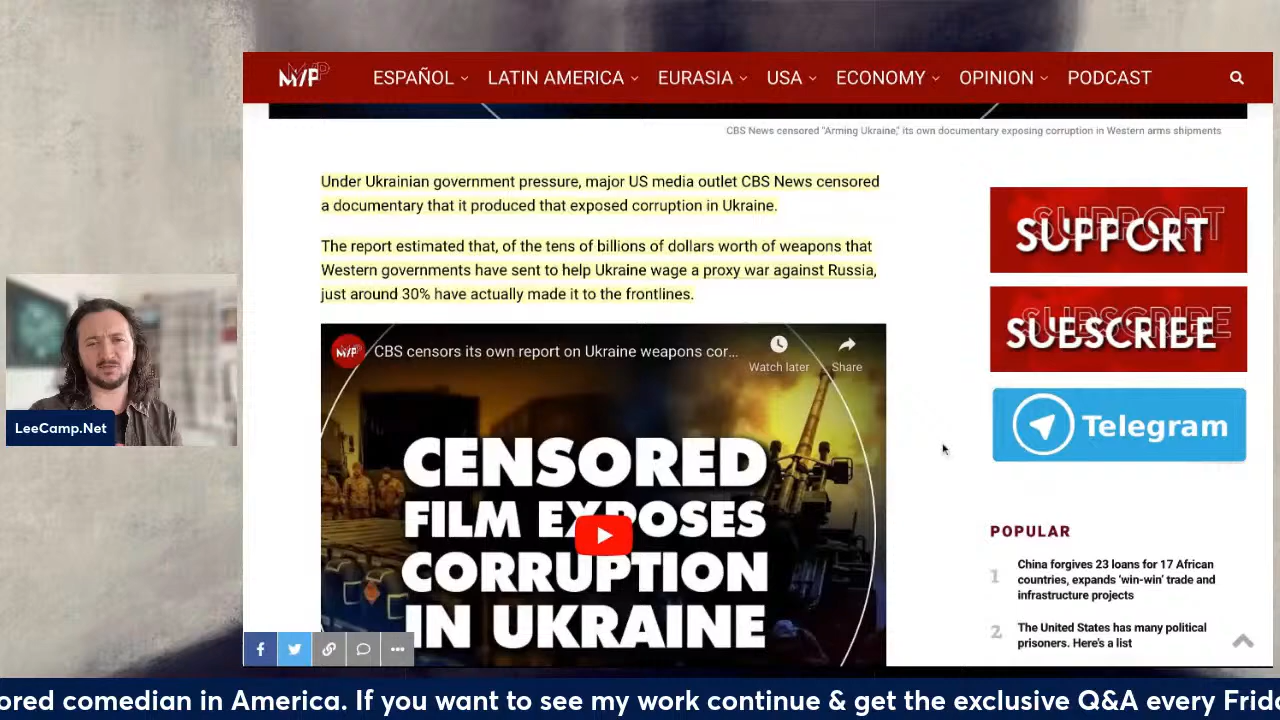 MVP
ESPAÑOL LATIN AMERICA EURASIA USA ECONOMY OPINION PODCAST
CBS News censored "Arming Ukraine," its own documentary exposing corruption in Western arms shipments
Under Ukrainian government pressure, major US media outlet CBS News censored
a documentary that it produced that exposed corruption in Ukraine.
The report estimated that, of the tens of billions of dollars worth of weapons that
Western governments have sent to help Ukraine wage a proxy war against Russia,
just around 30% have actually made it to the frontlines.
CBS censors its own report on Ukraine weapons cor...
Watch later
Share
CENSORED
FILM EXPOSES
CORRUPTION
IN UKRAINE
SUPPORT
SUBSCRIBE
Telegram
POPULAR
1
China forgives 23 loans for 17 African
countries, expands 'win-win' trade and
infrastructure projects
2
The United States has many political
prisoners. Here's a list
LeeCamp.Net
ored comedian in America. If you want to see my work continue & get the exclusive Q&A every Frida